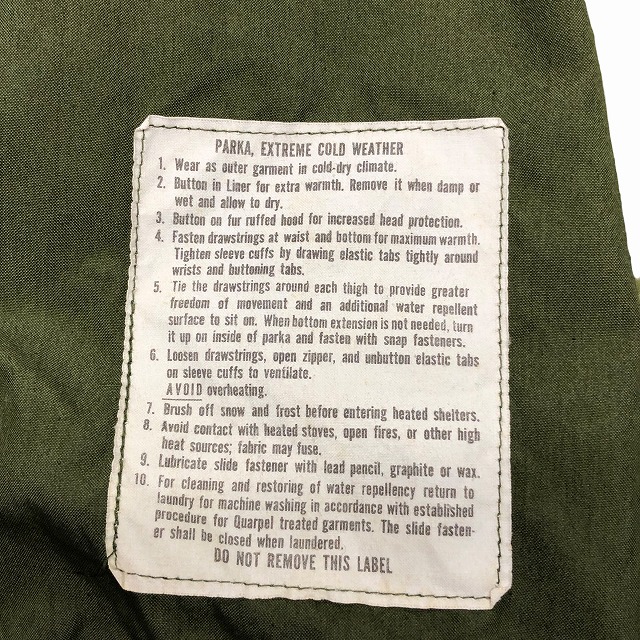 PARKA, EXTREME COLD WEATHER
1. Wear as outer garment in cold-dry climate.
2. Button in Liner for extra warmth. Remove it when damp or
wet and allow to dry.
3. Button on fur ruffed hood for increased head protection.
4. Fasten drawstrings at waist and bottom for maximum warmth.
Tighten sleeve cuffs by drawing elastic tabs tightly around
wrists and buttoning tabs.
5. Tie the drawstrings around each thigh to provide greater
freedom of movement and an additional water repellent
surface to sit on. When bottom extension is not needed, turn
it up on inside of parka and fasten with snap fasteners.
6. Loosen drawstrings, open zipper, and unbutton elastic tabs
on sleeve cuffs to ventilate.
AVOID overheating.
7. Brush off snow and frost before entering heated shelters.
8. Avoid contact with heated stoves, open fires, or other high
heat sources; fabric may fuse.
9. Lubricate slide fastener with lead pencil, graphite or wax.
10. For cleaning and restoring of water repellency return to
laundry for machine washing in accordance with established
procedure for Quarpel treated garments. The slide fasten-
er shall be closed when laundered.
DO NOT REMOVE THIS LABEL